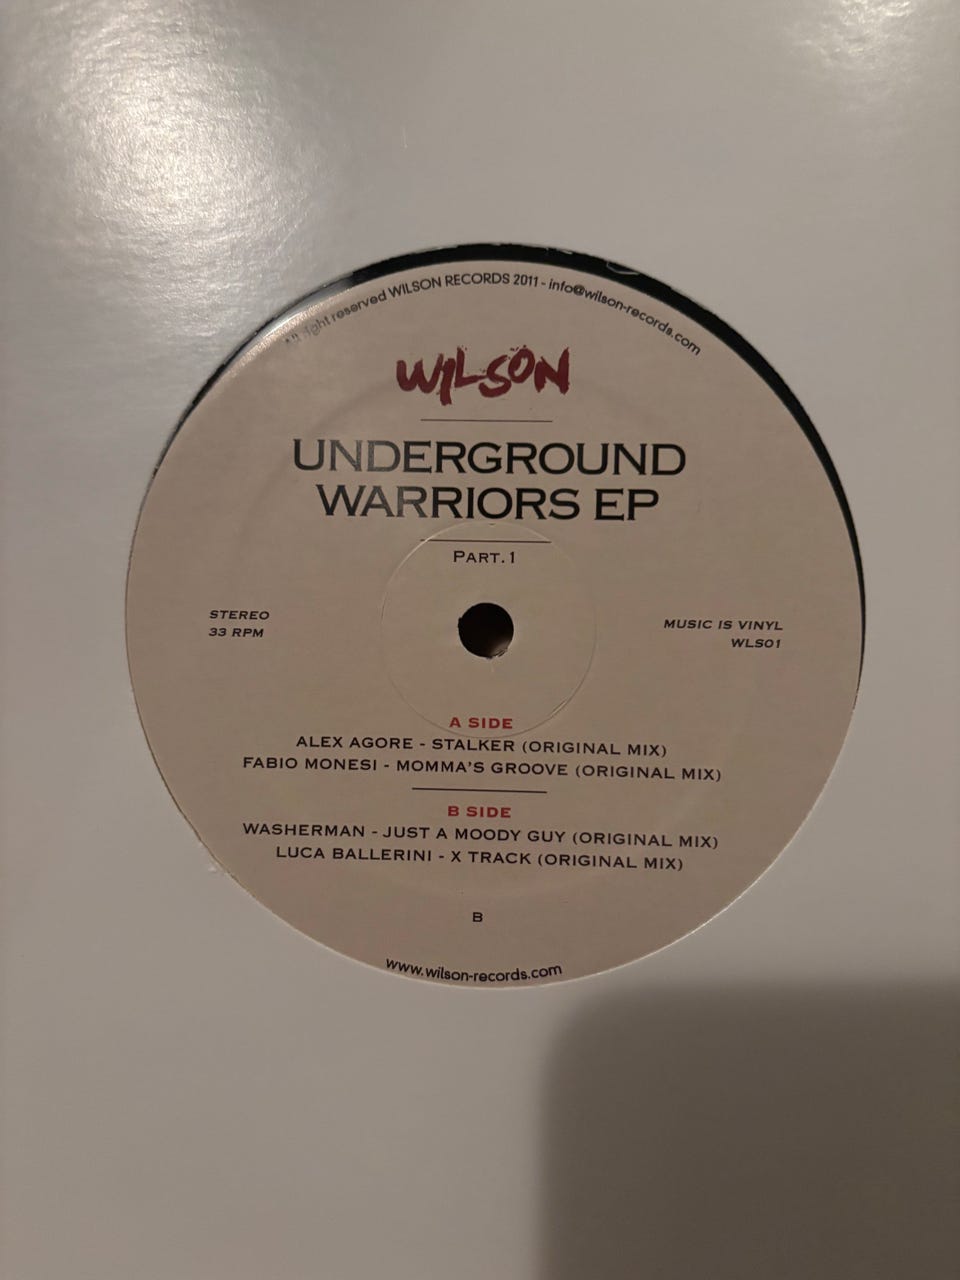 All right reserved WILSON RECORDS 2011 - info@wilson-records.com
WILSON
UNDERGROUND
WARRIORS EP
PART.1
STEREO
33 RPM
MUSIC IS VINYL
WLS01
A SIDE
ALEX AGORE - STALKER (ORIGINAL MIX)
FABIO MONESI - MOMMA'S GROOVE (ORIGINAL MIX)
B SIDE
WASHERMAN - JUST A MOODY GUY (ORIGINAL MIX)
LUCA BALLERINI - X TRACK (ORIGINAL MIX)
B
www.wilson-records.com